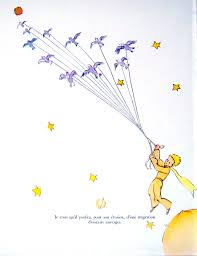 Je crois qu'il profita, pour son évasion, d'une migration
d'oiseaux sauvages.